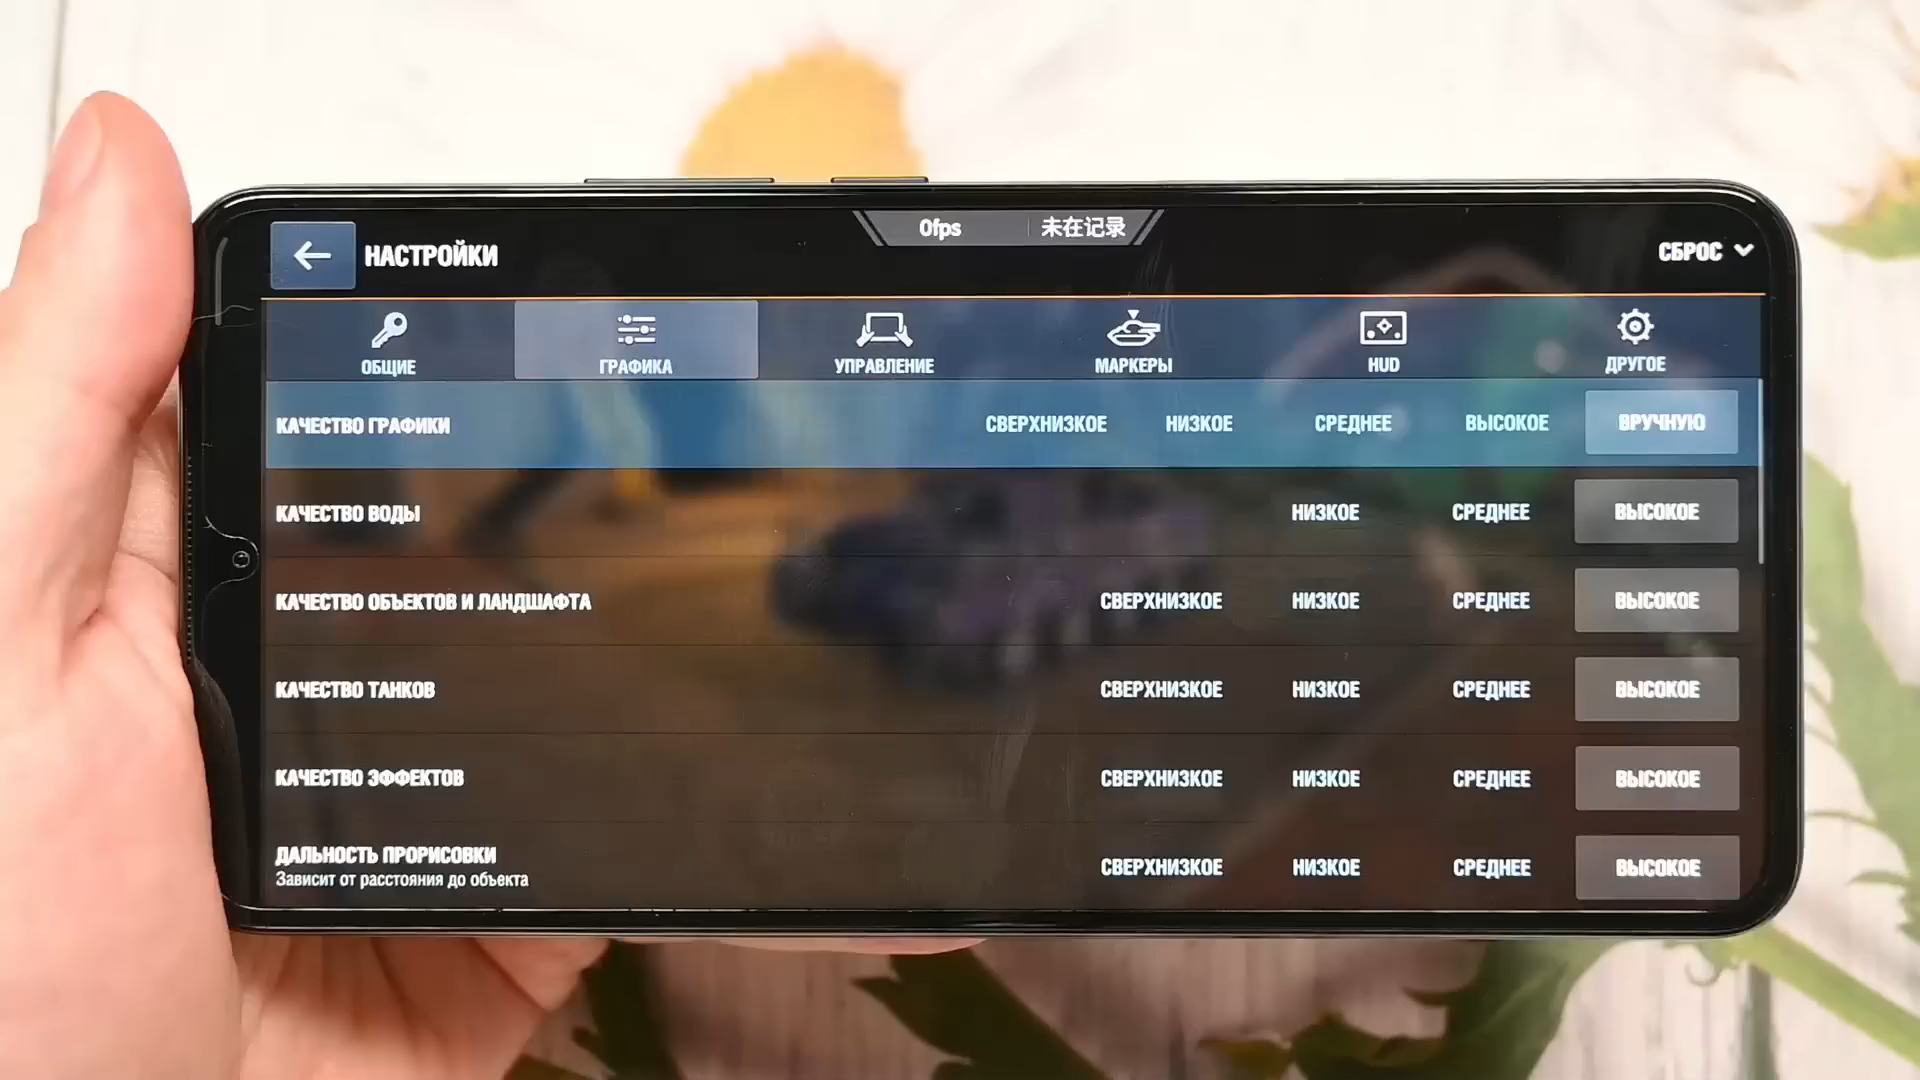 0fps 未在记录
НАСТРОЙКИ СБРОС
ОБЩИЕ ГРАФИКА УПРАВЛЕНИЕ МАРКЕРЫ HUD ДРУГОЕ
КАЧЕСТВО ГРАФИКИ СВЕРХНИЗКОЕ НИЗКОЕ СРЕДНЕЕ ВЫСОКОЕ ВРУЧНУЮ
КАЧЕСТВО ВОДЫ НИЗКОЕ СРЕДНЕЕ ВЫСОКОЕ
КАЧЕСТВО ОБЪЕКТОВ И ЛАНДШАФТА СВЕРХНИЗКОЕ НИЗКОЕ СРЕДНЕЕ ВЫСОКОЕ
КАЧЕСТВО ТАНКОВ СВЕРХНИЗКОЕ НИЗКОЕ СРЕДНЕЕ ВЫСОКОЕ
КАЧЕСТВО ЭФФЕКТОВ СВЕРХНИЗКОЕ НИЗКОЕ СРЕДНЕЕ ВЫСОКОЕ
ДАЛЬНОСТЬ ПРОРИСОВКИ СВЕРХНИЗКОЕ НИЗКОЕ СРЕДНЕЕ ВЫСОКОЕ
Зависит от расстояния до объекта